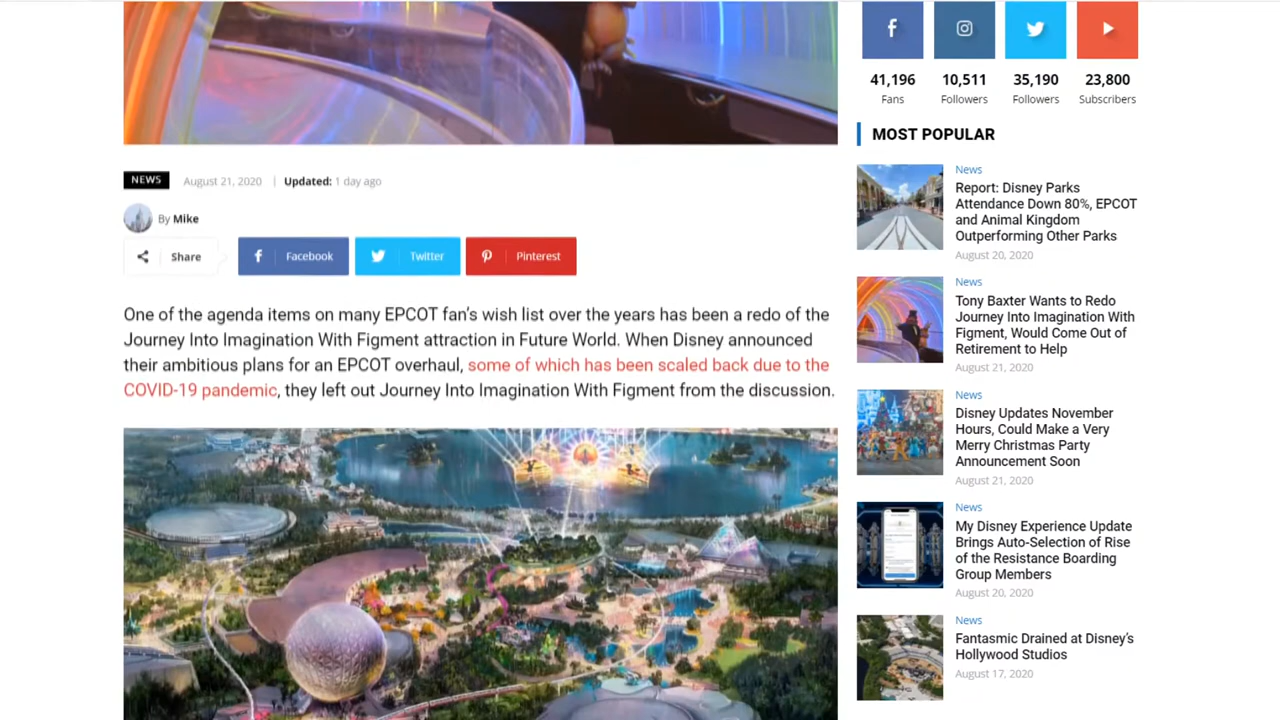 NEWS August 21, 2020 | Updated: 1 day ago
By Mike
Share Facebook Twitter Pinterest
One of the agenda items on many EPCOT fan's wish list over the years has been a redo of the
Journey Into Imagination With Figment attraction in Future World. When Disney announced
their ambitious plans for an EPCOT overhaul, some of which has been scaled back due to the
COVID-19 pandemic, they left out Journey Into Imagination With Figment from the discussion.
41,196 10,511 35,190 23,800
Fans Followers Followers Subscribers
MOST POPULAR
News
Report: Disney Parks
Attendance Down 80%, EPCOT
and Animal Kingdom
Outperforming Other Parks
August 20, 2020
News
Tony Baxter Wants to Redo
Journey Into Imagination With
Figment, Would Come Out of
Retirement to Help
August 21, 2020
News
Disney Updates November
Hours, Could Make a Very
Merry Christmas Party
Announcement Soon
August 21, 2020
News
My Disney Experience Update
Brings Auto-Selection of Rise
of the Resistance Boarding
Group Members
August 20, 2020
News
Fantasmic Drained at Disney's
Hollywood Studios
August 17, 2020